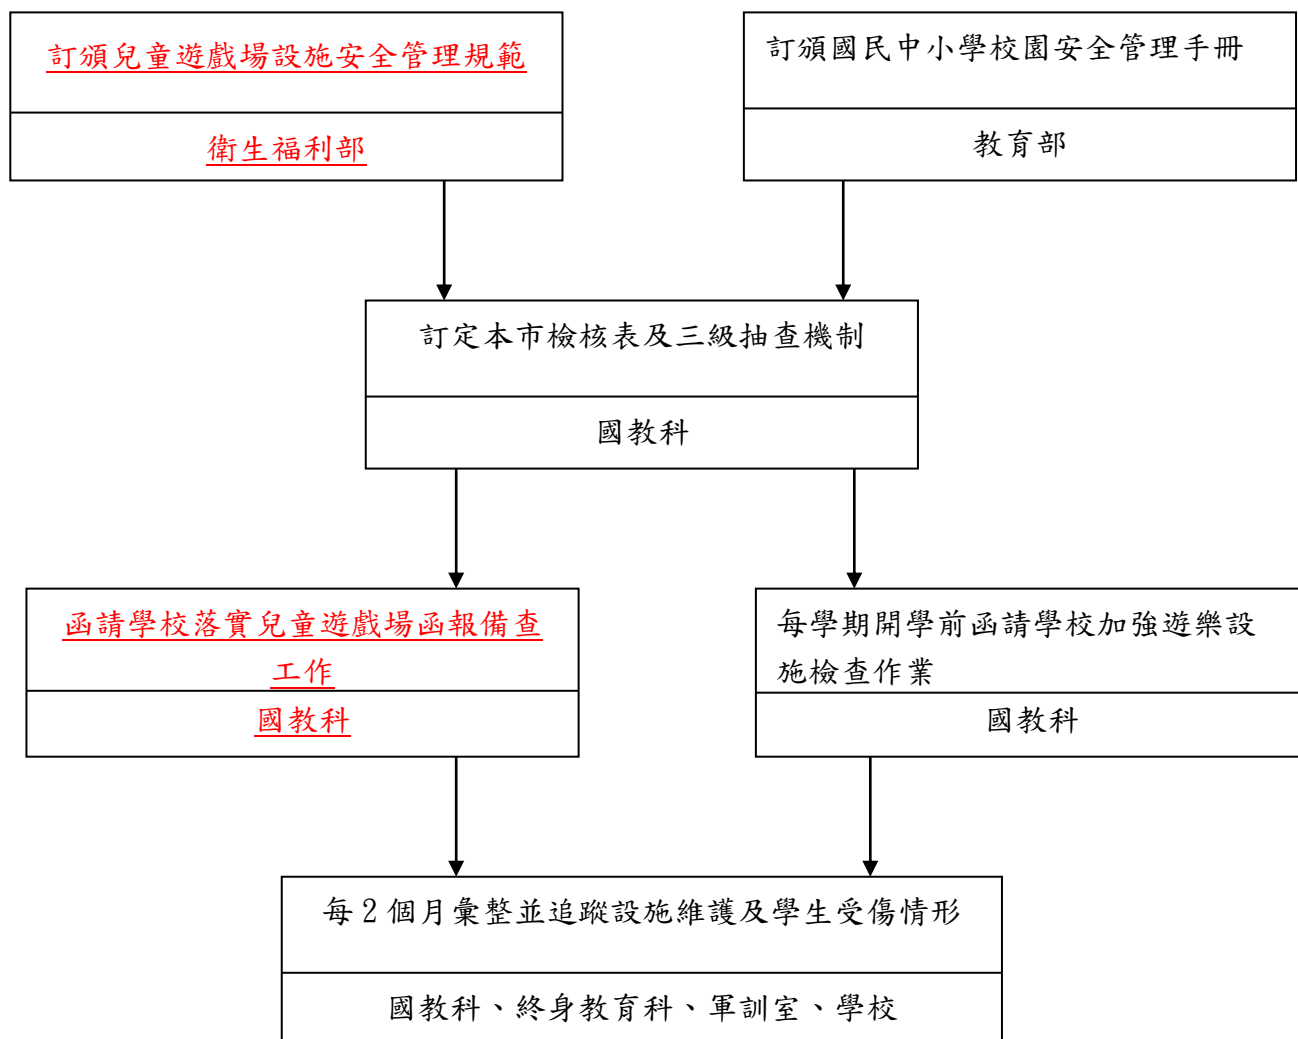 訂頒兒童遊戲場設施安全管理規範
衛生福利部
訂頒國民中小學校園安全管理手冊
教育部
訂定本市檢核表及三級抽查機制
國教科
函請學校落實兒童遊戲場函報備查
工作
國教科
每學期開學前函請學校加強遊樂設
施檢查作業
國教科
每2個月彙整並追蹤設施維護及學生受傷情形
國教科、終身教育科、軍訓室、學校